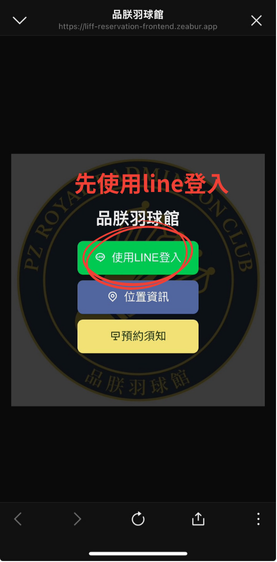 品朕羽球館
https://liff-reservation-frontend.zeabur.app
先使用line登入
PZ ROYAL BADMINTON CLUB
品朕羽球館
使用LINE登入
位置資訊
預約須知
品朕羽球館